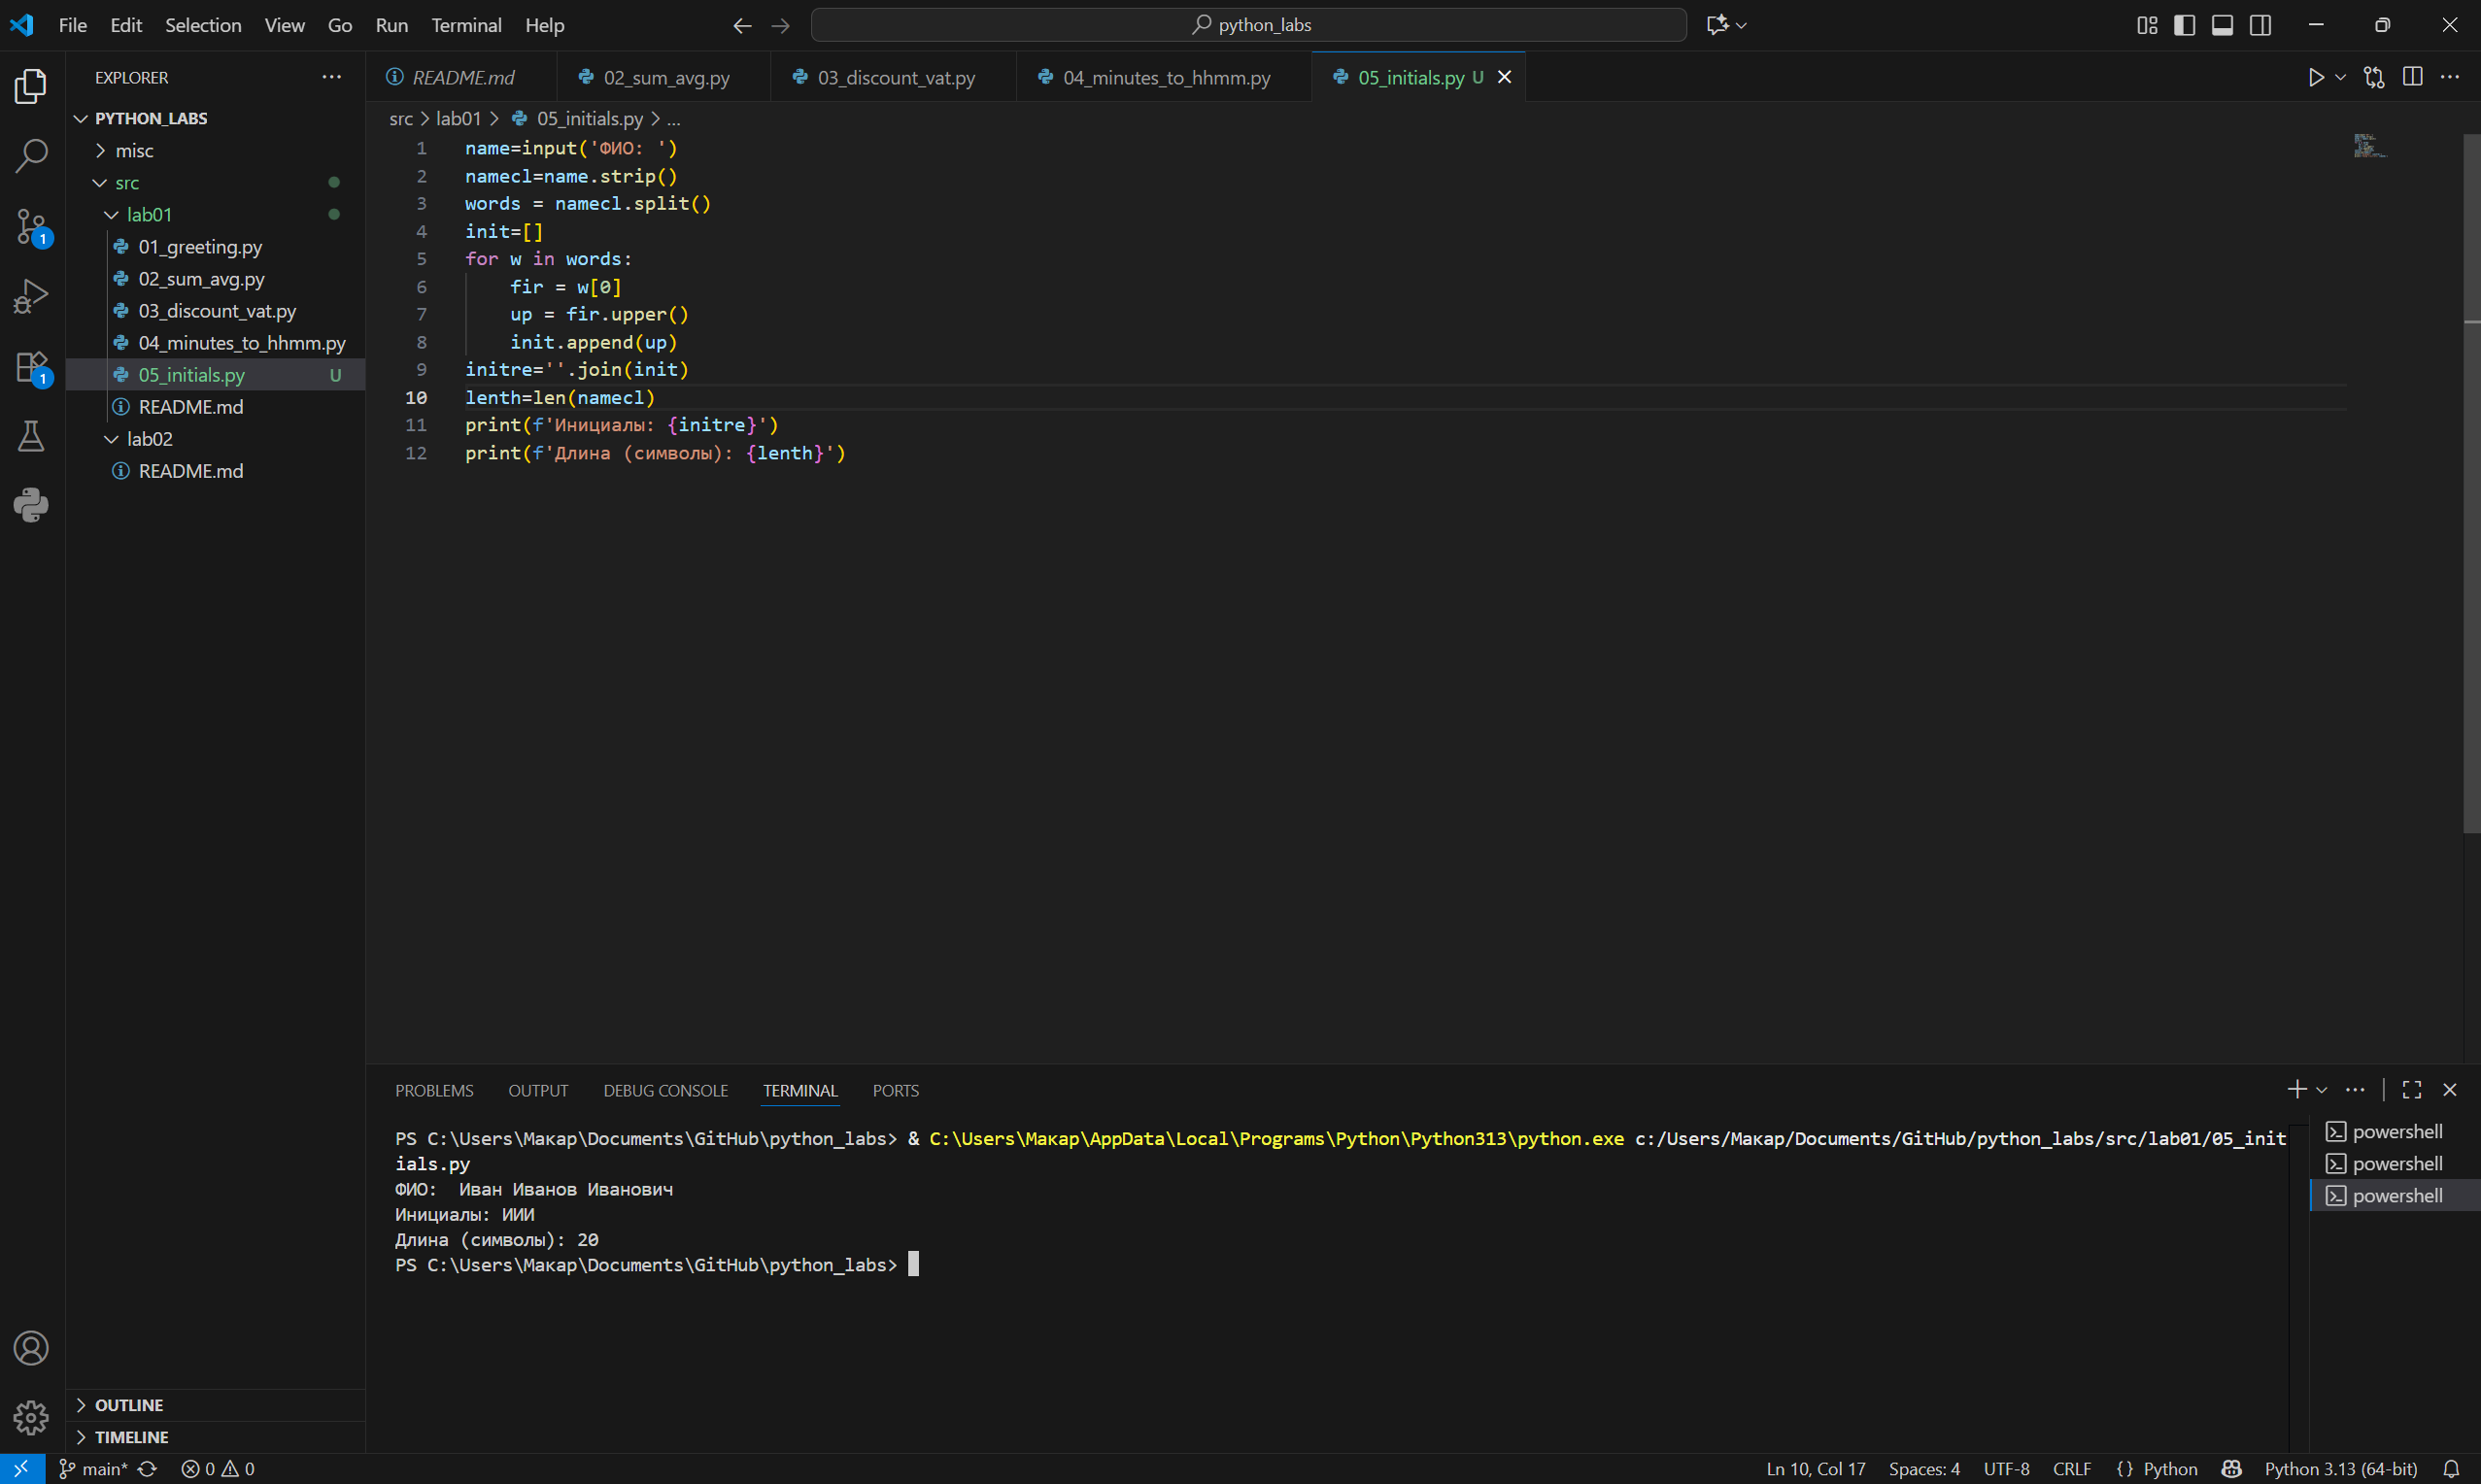 File Edit Selection View Go Run Terminal Help
python_labs
EXPLORER
PYTHON_LABS
misc
src
lab01
01_greeting.py
02_sum_avg.py
03_discount_vat.py
04_minutes_to_hhmm.py
05_initials.py U
README.md
lab02
README.md
OUTLINE
TIMELINE
1
1
README.md 02_sum_avg.py 03_discount_vat.py 04_minutes_to_hhmm.py 05_initials.py U
src > lab01 > 05_initials.py > ...
1 name=input('ФИО: ')
2 namecl=name.strip()
3 words = namecl.split()
4 init=[]
5 for w in words:
6 fir = w[0]
7 up = fir.upper()
8 init.append(up)
9 initre=''.join(init)
10 lenth=len(namecl)
11 print(f'Инициалы: {initre}')
12 print(f'Длина (символы): {lenth}')
PROBLEMS OUTPUT DEBUG CONSOLE TERMINAL PORTS
PS C:\Users\Макар\Documents\GitHub\python_labs> & C:\Users\Макар\AppData\Local\Programs\Python\Python313\python.exe c:/Users/Макар/Documents/GitHub/python_labs/src/lab01/05_init
ials.py
ФИО:  Иван Иванов Иванович
Инициалы: ИИИ
Длина (символы): 20
PS C:\Users\Макар\Documents\GitHub\python_labs>
powershell
powershell
powershell
main* 0 0 Ln 10, Col 17 Spaces: 4 UTF-8 CRLF {} Python Python 3.13 (64-bit)